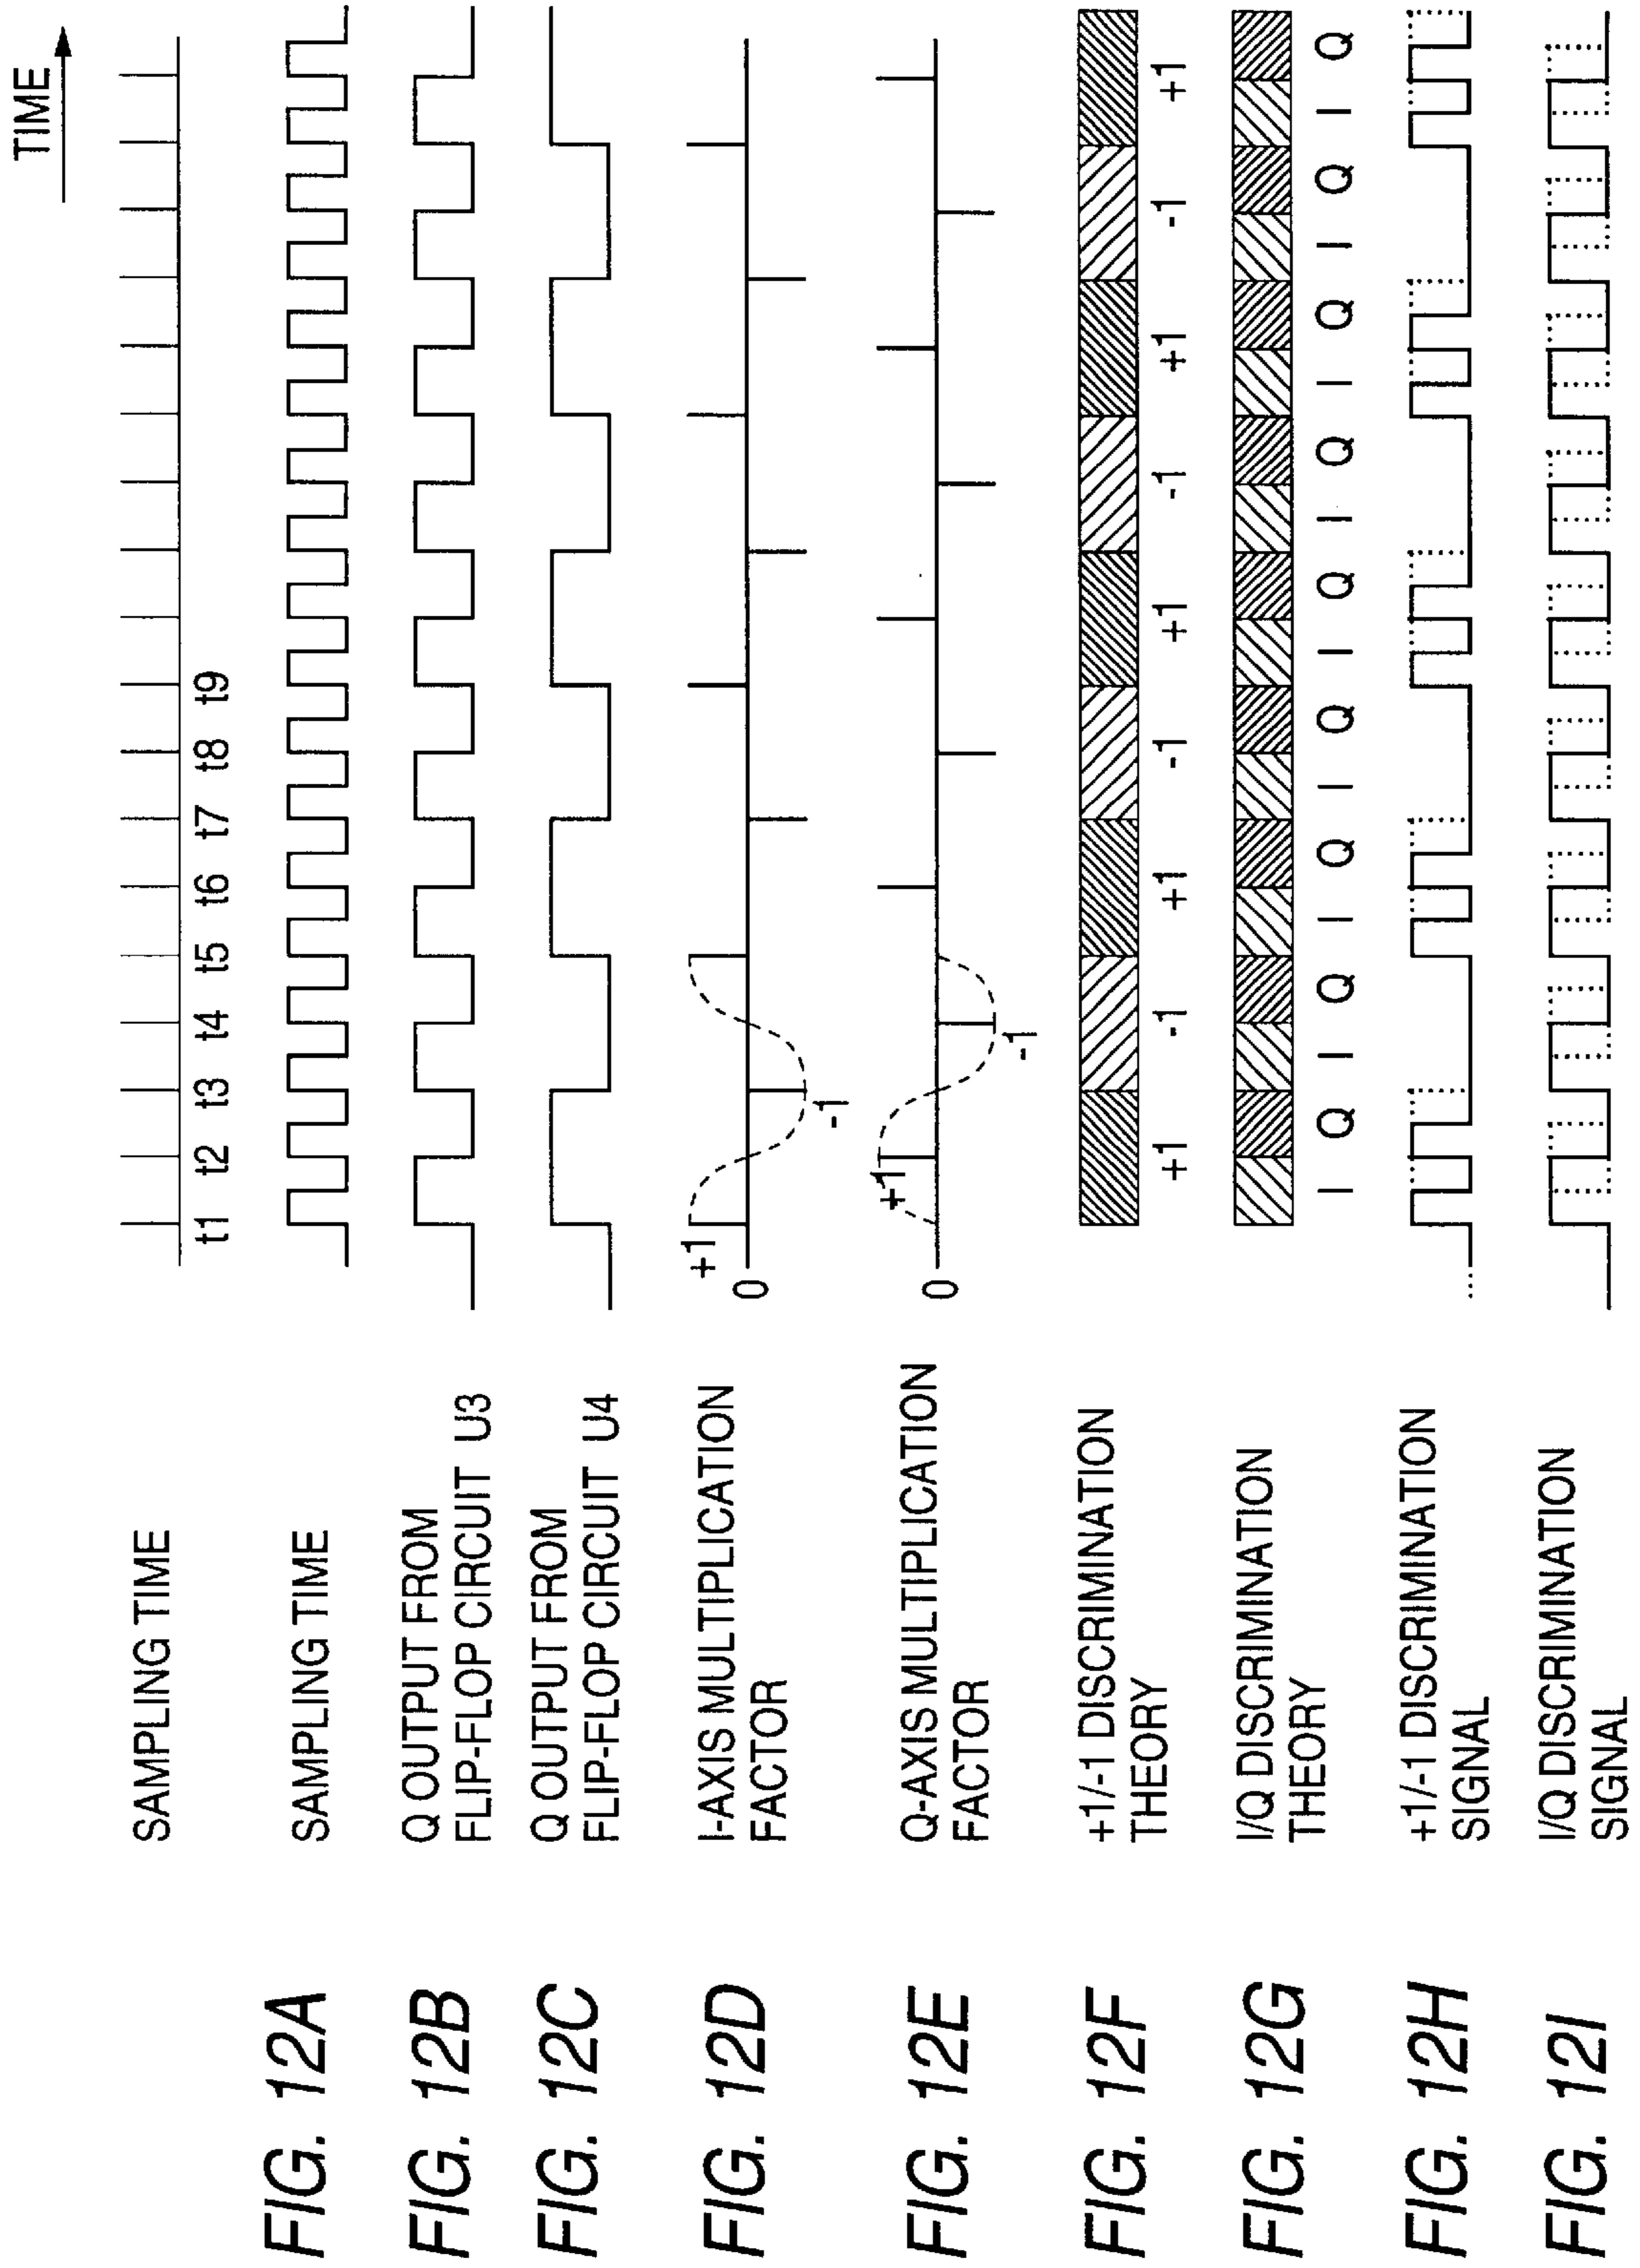 TIME
SAMPLING TIME
t1 t2 t3 t4 t5 t6 t7 t8 t9
FIG. 12A
SAMPLING TIME
FIG. 12B
Q OUTPUT FROM
FLIP-FLOP CIRCUIT U3
FIG. 12C
Q OUTPUT FROM
FLIP-FLOP CIRCUIT U4
FIG. 12D
I-AXIS MULTIPLICATION
FACTOR
+1
0
-1
FIG. 12E
Q-AXIS MULTIPLICATION
FACTOR
+1
0
-1
FIG. 12F
+1/-1 DISCRIMINATION
THEORY
+1 -1 +1 -1 +1 -1 +1 -1 +1
FIG. 12G
I/Q DISCRIMINATION
THEORY
I Q I Q I Q I Q I Q I Q I Q I Q I Q
FIG. 12H
+1/-1 DISCRIMINATION
SIGNAL
FIG. 12I
I/Q DISCRIMINATION
SIGNAL